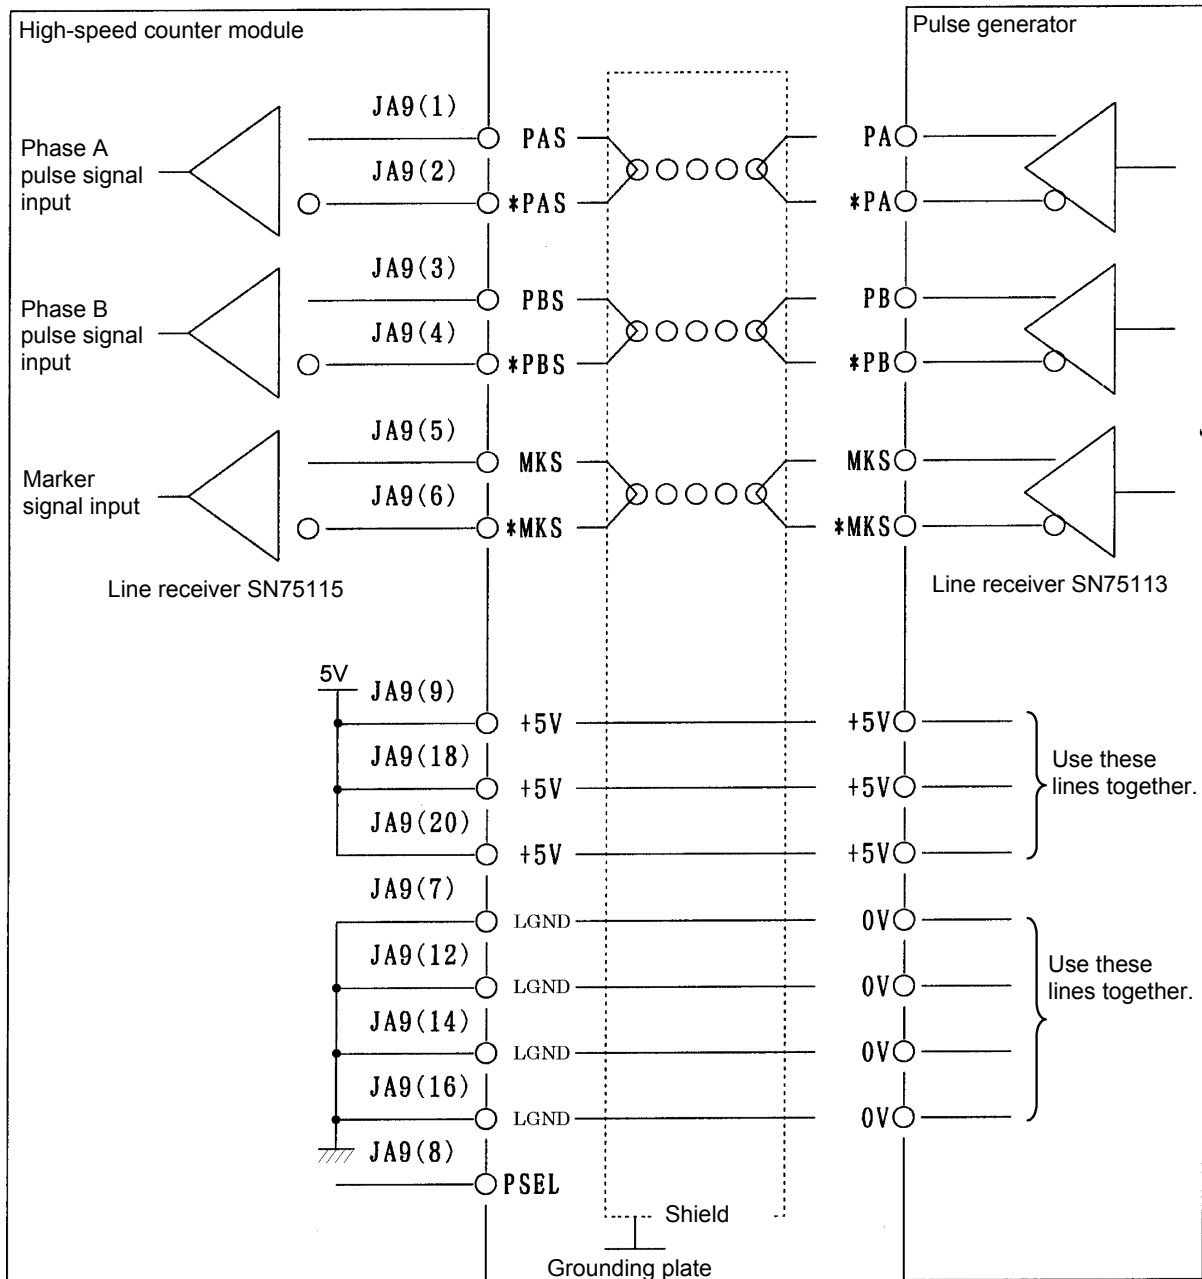 High-speed counter module
Pulse generator
JA9(1)
PAS
PA
Phase A
pulse signal
input
JA9(2)
*PAS
*PA
JA9(3)
PBS
PB
Phase B
pulse signal
input
JA9(4)
*PBS
*PB
JA9(5)
MKS
MKS
Marker
signal input
JA9(6)
*MKS
*MKS
Line receiver SN75115
Line receiver SN75113
5V
JA9(9)
+5V
+5V
JA9(18)
+5V
+5V
Use these
lines together.
JA9(20)
+5V
+5V
JA9(7)
LGND
0V
JA9(12)
LGND
0V
Use these
lines together.
JA9(14)
LGND
0V
JA9(16)
LGND
0V
JA9(8)
PSEL
Shield
Grounding plate